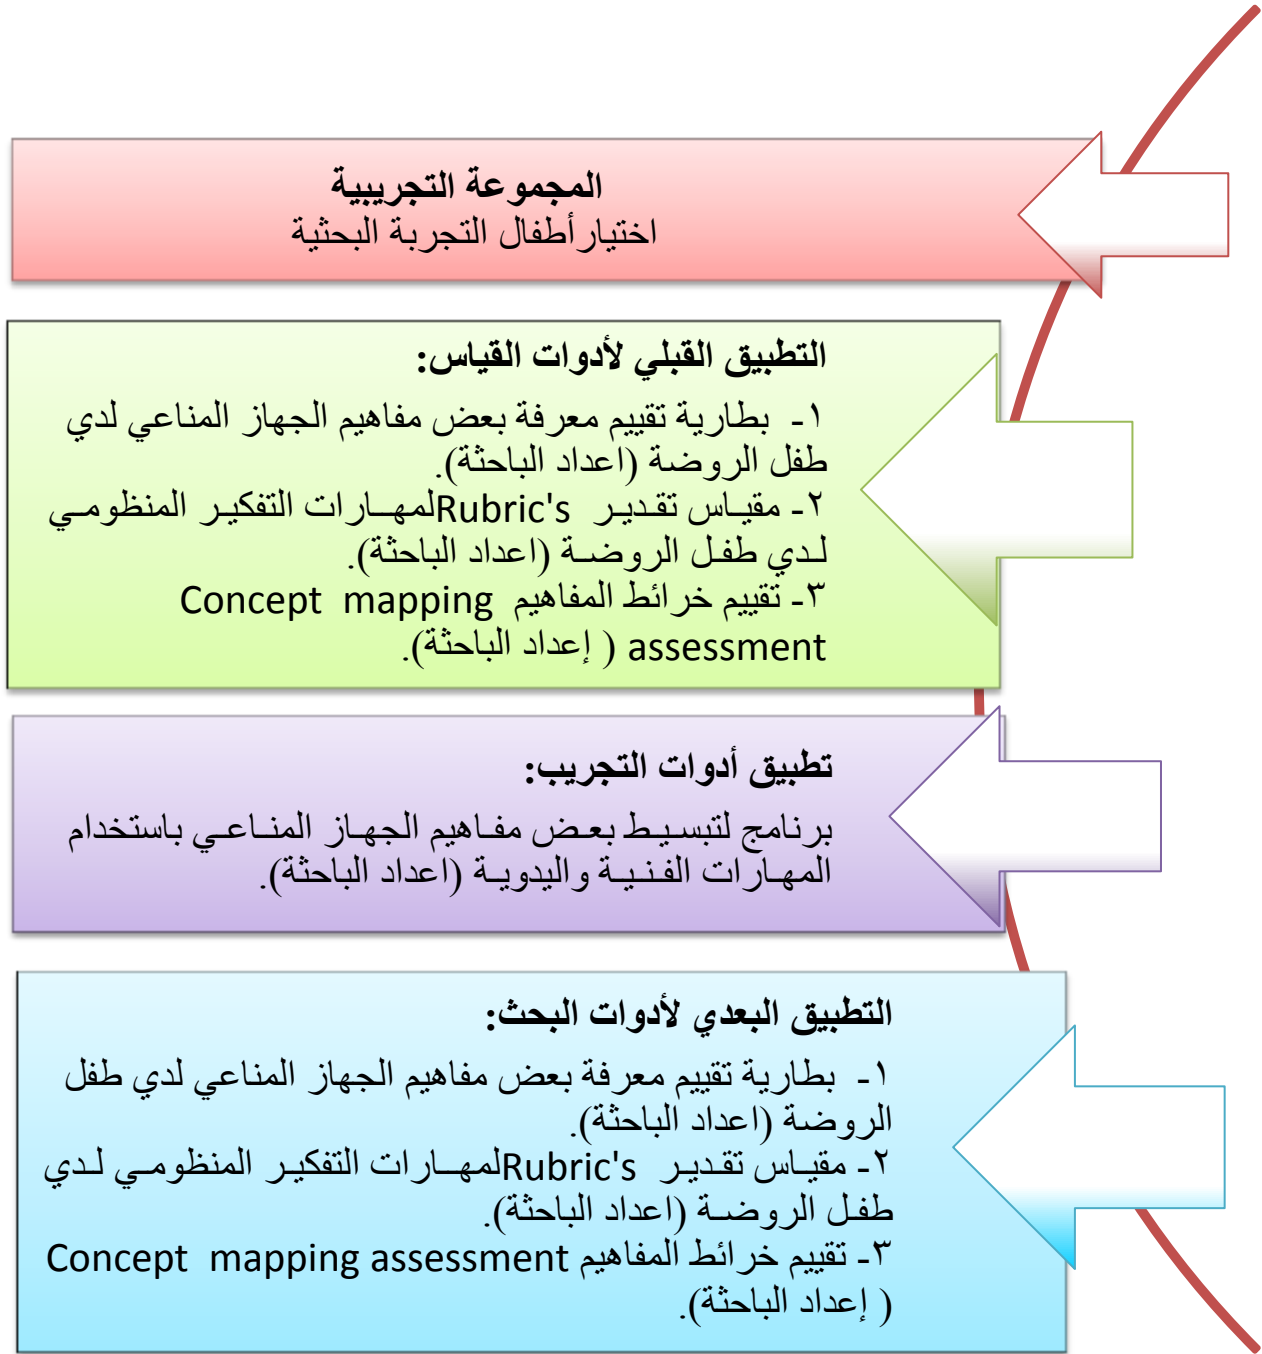 المجموعة التجريبية
اختيار أطفال التجربة البحثية
التطبيق القبلي لأدوات القياس:
١- بطارية تقييم معرفة بعض مفاهيم الجهاز المناعي لدي
طفل الروضة (اعداد الباحثة).
٢- مقياس تقدير Rubric's لمهارات التفكير المنظومي
لدي طفل الروضة (اعداد الباحثة).
٣- تقييم خرائط المفاهيم Concept mapping
assessment ( إعداد الباحثة).
تطبيق أدوات التجريب:
برنامج لتبسيط بعض مفاهيم الجهاز المناعي باستخدام
المهارات الفنية واليدوية (اعداد الباحثة).
التطبيق البعدي لأدوات البحث:
١- بطارية تقييم معرفة بعض مفاهيم الجهاز المناعي لدي طفل
الروضة (اعداد الباحثة).
٢- مقياس تقدير Rubric's لمهارات التفكير المنظومي لدي
طفل الروضة (اعداد الباحثة).
٣- تقييم خرائط المفاهيم Concept mapping assessment
( إعداد الباحثة).